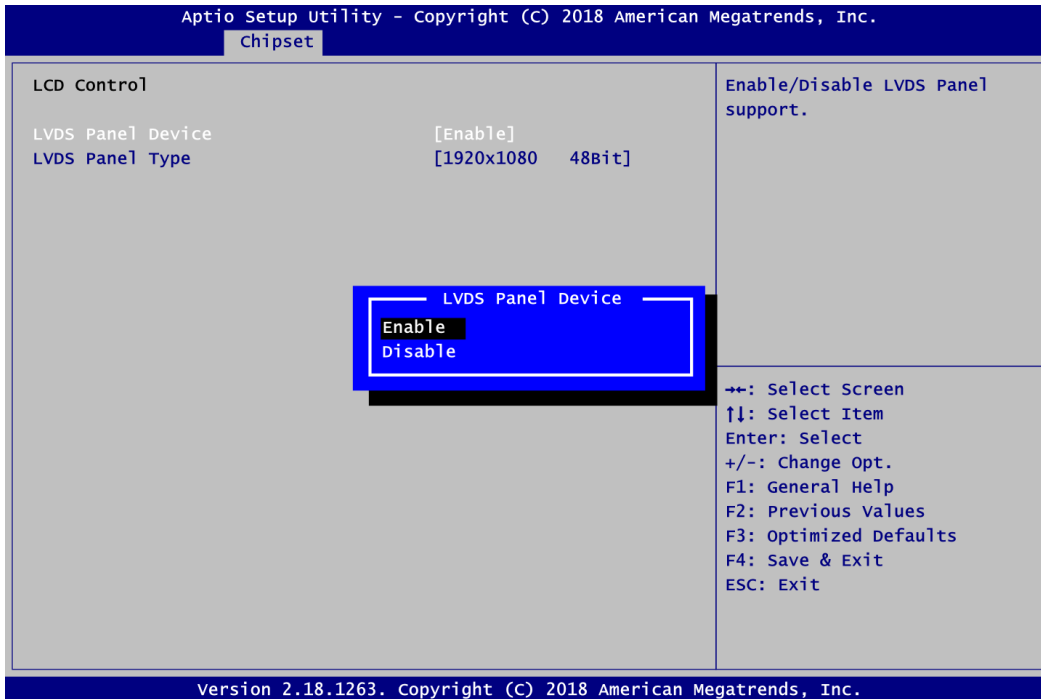 Aptio Setup Utility - Copyright (C) 2018 American Megatrends, Inc.
Chipset
LCD Control
LVDS Panel Device [Enable]
LVDS Panel Type [1920x1080 48Bit]
Enable/Disable LVDS Panel
support.
LVDS Panel Device
Enable
Disable
→←: Select Screen
↑↓: Select Item
Enter: Select
+/-: Change Opt.
F1: General Help
F2: Previous Values
F3: Optimized Defaults
F4: Save & Exit
ESC: Exit
Version 2.18.1263. Copyright (C) 2018 American Megatrends, Inc.